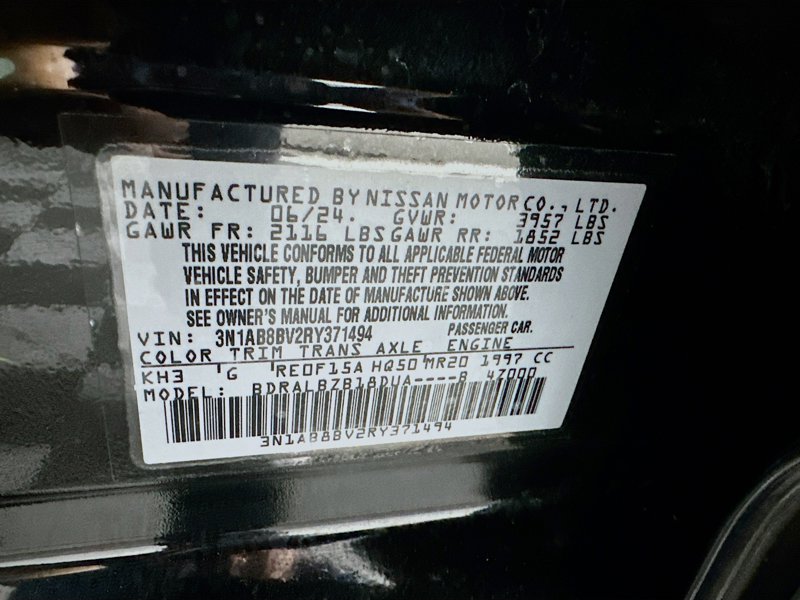 MANUFACTURED BY NISSAN MOTOR CO., LTD.
DATE: 06/24. GVWR: 3957 LBS
GAWR FR: 2116 LBS GAWR RR: 1852 LBS
THIS VEHICLE CONFORMS TO ALL APPLICABLE FEDERAL MOTOR
VEHICLE SAFETY, BUMPER AND THEFT PREVENTION STANDARDS
IN EFFECT ON THE DATE OF MANUFACTURE SHOWN ABOVE.
SEE OWNER'S MANUAL FOR ADDITIONAL INFORMATION.
VIN: 3N1AB8BV2RY371494 PASSENGER CAR.
COLOR TRIM TRANS AXLE ENGINE
KH3 G RE0F15A HQ50 MR20 1997 CC
MODEL: BDRALBZB18DUA----B 47000
3N1AB8BV2RY371494